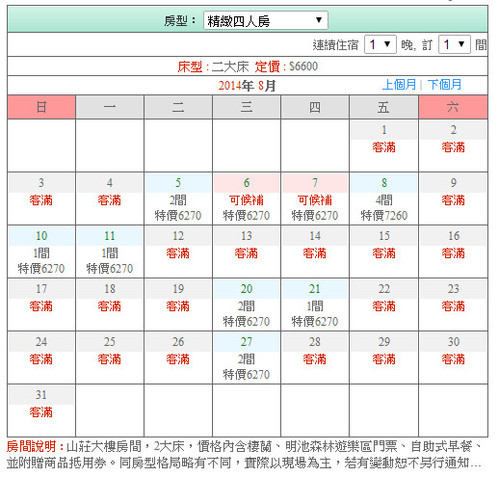 房型： 精緻四人房
連續住宿 1 晚, 訂 1 間
床型 : 二大床 定價 : $6600
2014年 8月 上個月 | 下個月
日 一 二 三 四 五 六
1 2
客滿 客滿
3 4 5 6 7 8 9
客滿 客滿 2間 可候補 可候補 4間 客滿
特價6270 特價6270 特價6270 特價7260
10 11 12 13 14 15 16
1間 1間 客滿 客滿 客滿 客滿 客滿
特價6270 特價6270
17 18 19 20 21 22 23
客滿 客滿 客滿 2間 1間 客滿 客滿
特價6270 特價6270
24 25 26 27 28 29 30
客滿 客滿 客滿 2間 客滿 客滿 客滿
特價6270
31
客滿
房間說明 : 山莊大樓房間，2大床，價格內含棲蘭、明池森林遊樂區門票、自助式早餐、
並附贈商品抵用券。同房型格局略有不同，實際以現場為主，若有變動恕不另行通知...